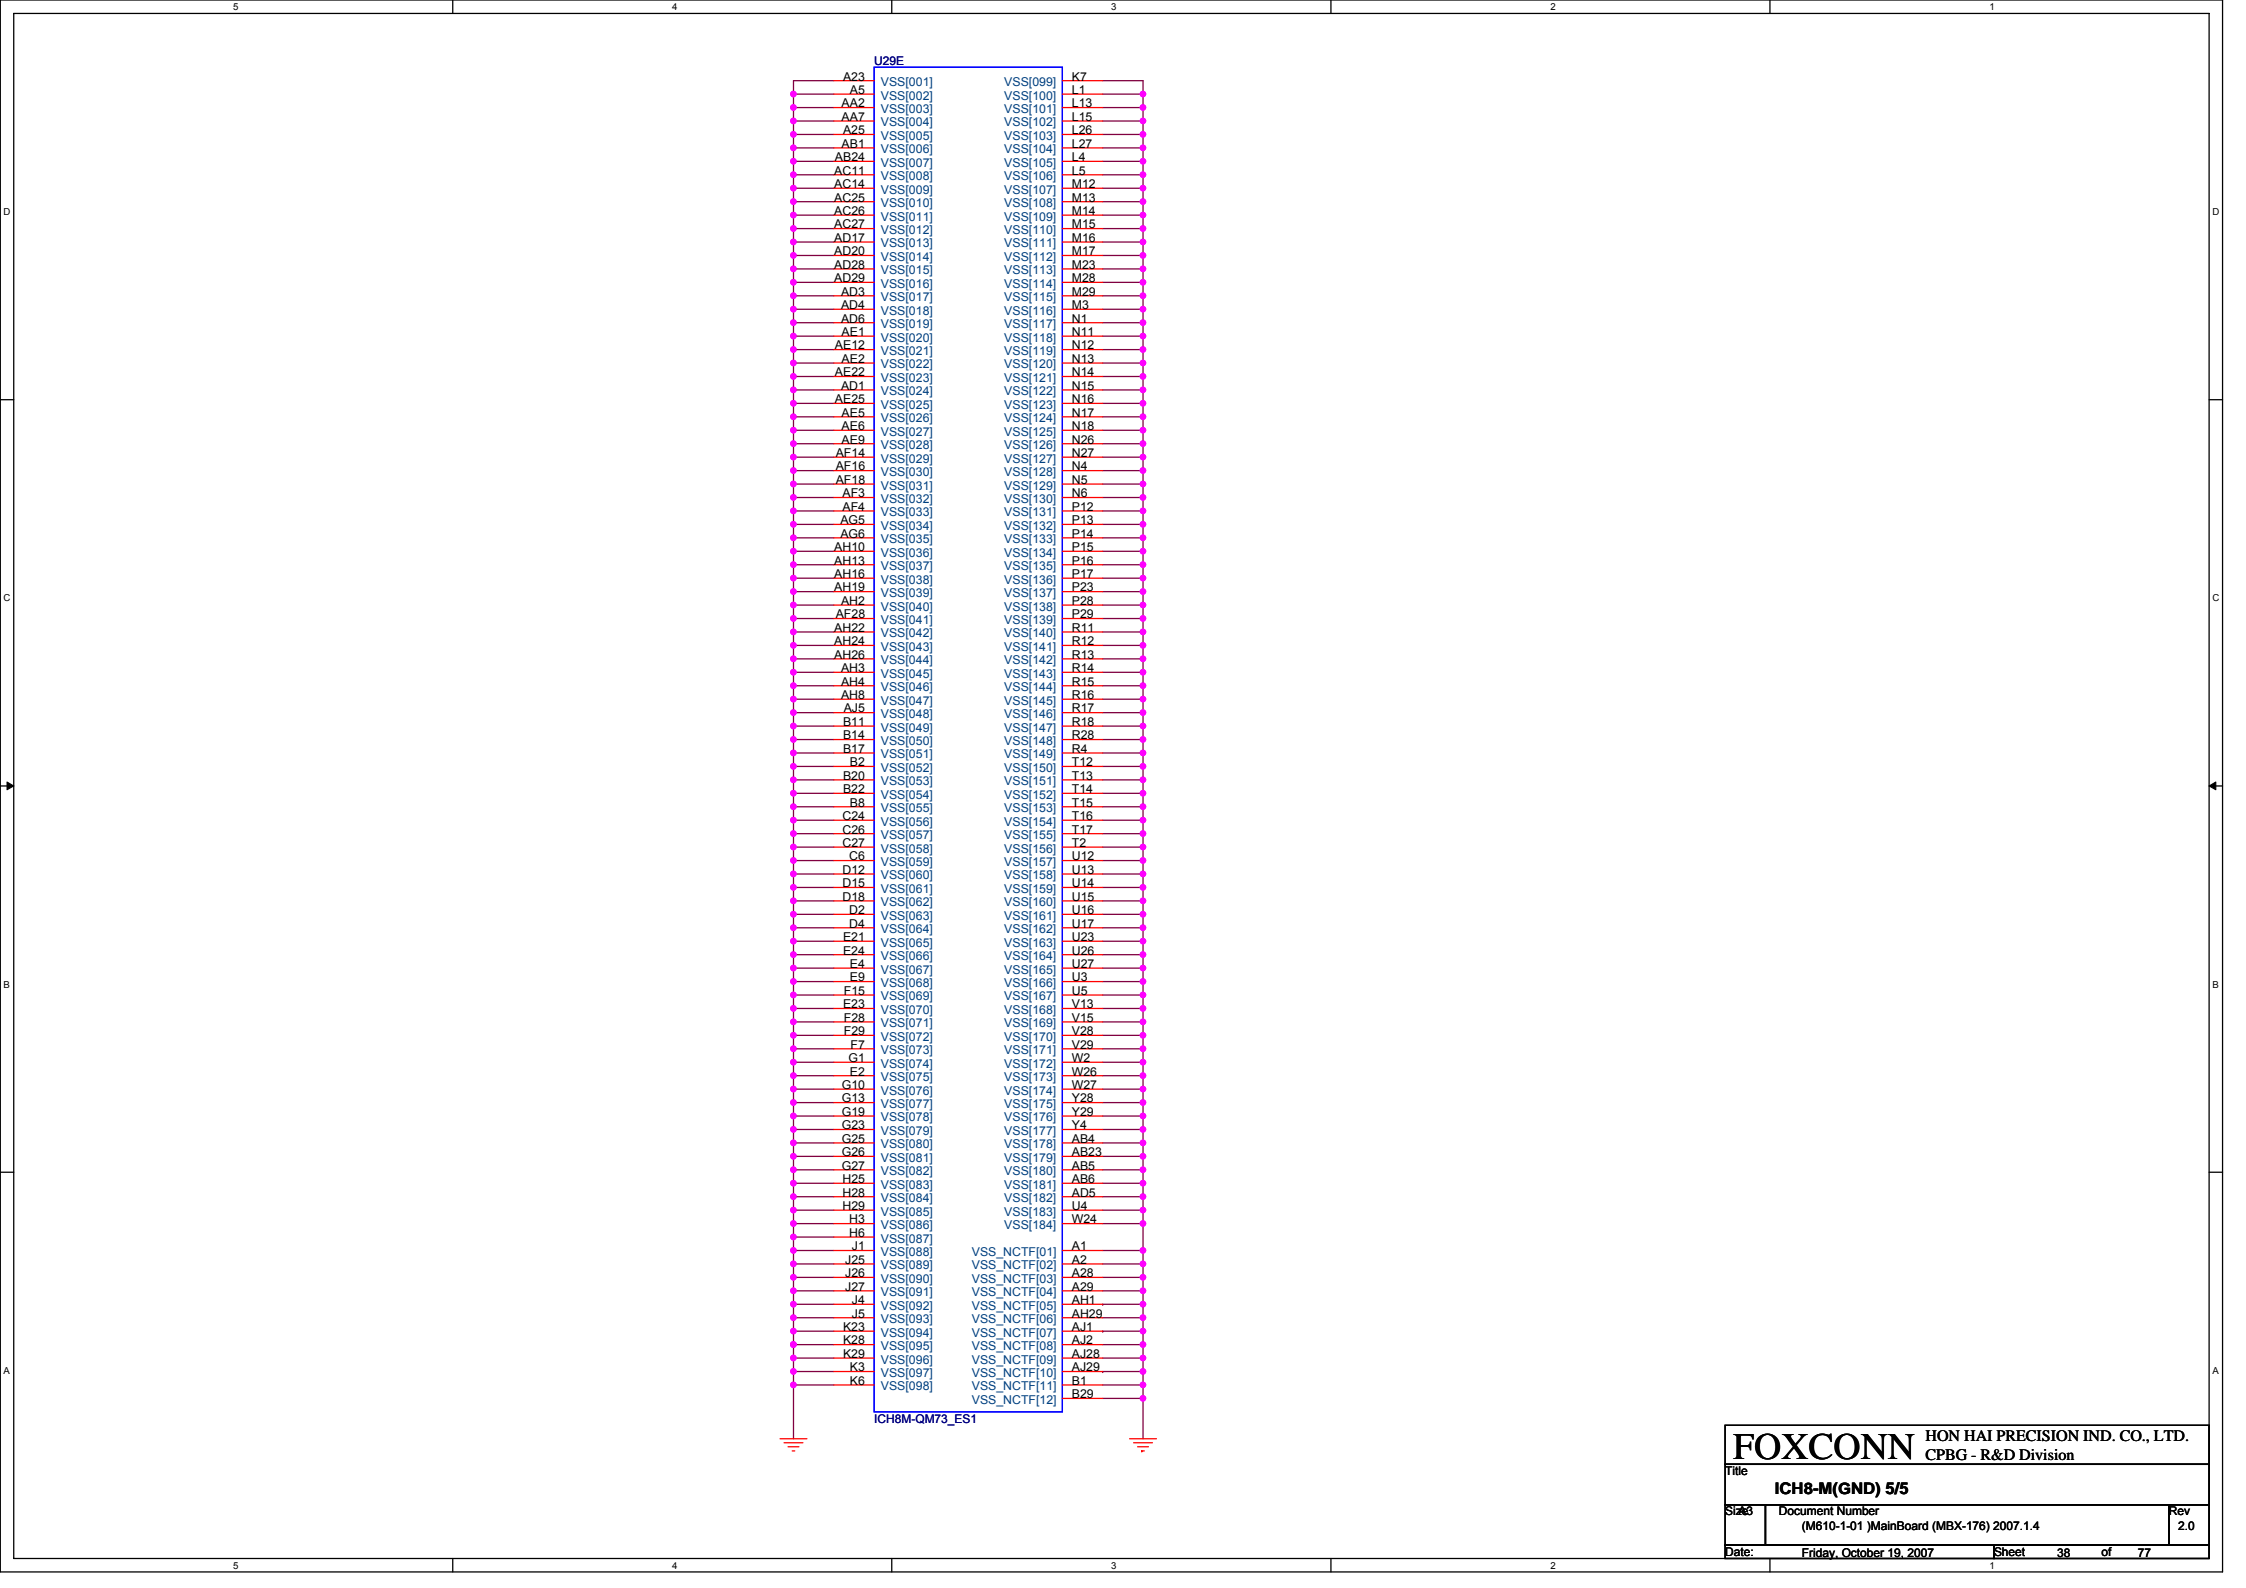 5 4 3 2 1
U29E
A23 VSS[001] VSS[099] K7
A5 VSS[002] VSS[100] L1
AA2 VSS[003] VSS[101] L13
AA7 VSS[004] VSS[102] L15
A25 VSS[005] VSS[103] L26
AB1 VSS[006] VSS[104] L27
AB24 VSS[007] VSS[105] L4
AC11 VSS[008] VSS[106] L5
AC14 VSS[009] VSS[107] M12
AC25 VSS[010] VSS[108] M13
D AC26 VSS[011] VSS[109] M14 D
AC27 VSS[012] VSS[110] M15
AD17 VSS[013] VSS[111] M16
AD20 VSS[014] VSS[112] M17
AD28 VSS[015] VSS[113] M23
AD29 VSS[016] VSS[114] M28
AD3 VSS[017] VSS[115] M29
AD4 VSS[018] VSS[116] M3
AD6 VSS[019] VSS[117] N1
AE1 VSS[020] VSS[118] N11
AE12 VSS[021] VSS[119] N12
AE2 VSS[022] VSS[120] N13
AE22 VSS[023] VSS[121] N14
AD1 VSS[024] VSS[122] N15
AE25 VSS[025] VSS[123] N16
AE5 VSS[026] VSS[124] N17
AE6 VSS[027] VSS[125] N18
AE9 VSS[028] VSS[126] N26
AF14 VSS[029] VSS[127] N27
AF16 VSS[030] VSS[128] N4
AF18 VSS[031] VSS[129] N5
AF3 VSS[032] VSS[130] N6
AF4 VSS[033] VSS[131] P12
AG5 VSS[034] VSS[132] P13
AG6 VSS[035] VSS[133] P14
AH10 VSS[036] VSS[134] P15
AH13 VSS[037] VSS[135] P16
AH16 VSS[038] VSS[136] P17
AH19 VSS[039] VSS[137] P23
C AH2 VSS[040] VSS[138] P28 C
AF28 VSS[041] VSS[139] P29
AH22 VSS[042] VSS[140] R11
AH24 VSS[043] VSS[141] R12
AH26 VSS[044] VSS[142] R13
AH3 VSS[045] VSS[143] R14
AH4 VSS[046] VSS[144] R15
AH8 VSS[047] VSS[145] R16
AJ5 VSS[048] VSS[146] R17
B11 VSS[049] VSS[147] R18
B14 VSS[050] VSS[148] R28
B17 VSS[051] VSS[149] R4
B2 VSS[052] VSS[150] T12
B20 VSS[053] VSS[151] T13
B22 VSS[054] VSS[152] T14
B8 VSS[055] VSS[153] T15
C24 VSS[056] VSS[154] T16
C26 VSS[057] VSS[155] T17
C27 VSS[058] VSS[156] T2
C6 VSS[059] VSS[157] U12
D12 VSS[060] VSS[158] U13
D15 VSS[061] VSS[159] U14
D18 VSS[062] VSS[160] U15
D2 VSS[063] VSS[161] U16
D4 VSS[064] VSS[162] U17
E21 VSS[065] VSS[163] U23
E24 VSS[066] VSS[164] U26
E4 VSS[067] VSS[165] U27
B E9 VSS[068] VSS[166] U3 B
F15 VSS[069] VSS[167] U5
E23 VSS[070] VSS[168] V13
F28 VSS[071] VSS[169] V15
F29 VSS[072] VSS[170] V28
F7 VSS[073] VSS[171] V29
G1 VSS[074] VSS[172] W2
E2 VSS[075] VSS[173] W26
G10 VSS[076] VSS[174] W27
G13 VSS[077] VSS[175] Y28
G19 VSS[078] VSS[176] Y29
G23 VSS[079] VSS[177] Y4
G25 VSS[080] VSS[178] AB4
G26 VSS[081] VSS[179] AB23
G27 VSS[082] VSS[180] AB5
H25 VSS[083] VSS[181] AB6
H28 VSS[084] VSS[182] AD5
H29 VSS[085] VSS[183] U4
H3 VSS[086] VSS[184] W24
H6 VSS[087]
J1 VSS[088] VSS_NCTF[01] A1
J25 VSS[089] VSS_NCTF[02] A2
J26 VSS[090] VSS_NCTF[03] A28
J27 VSS[091] VSS_NCTF[04] A29
J4 VSS[092] VSS_NCTF[05] AH1
J5 VSS[093] VSS_NCTF[06] AH29
K23 VSS[094] VSS_NCTF[07] AJ1
K28 VSS[095] VSS_NCTF[08] AJ2
K29 VSS[096] VSS_NCTF[09] AJ28
A K3 VSS[097] VSS_NCTF[10] AJ29 A
K6 VSS[098] VSS_NCTF[11] B1
VSS_NCTF[12] B29
ICH8M-QM73_ES1
FOXCONN HON HAI PRECISION IND. CO., LTD.
CPBG - R&D Division
Title
ICH8-M(GND) 5/5
Size A3 Document Number Rev
(M610-1-01 )MainBoard (MBX-176) 2007.1.4 2.0
Date: Friday, October 19, 2007 Sheet 38 of 77
5 4 3 2 1